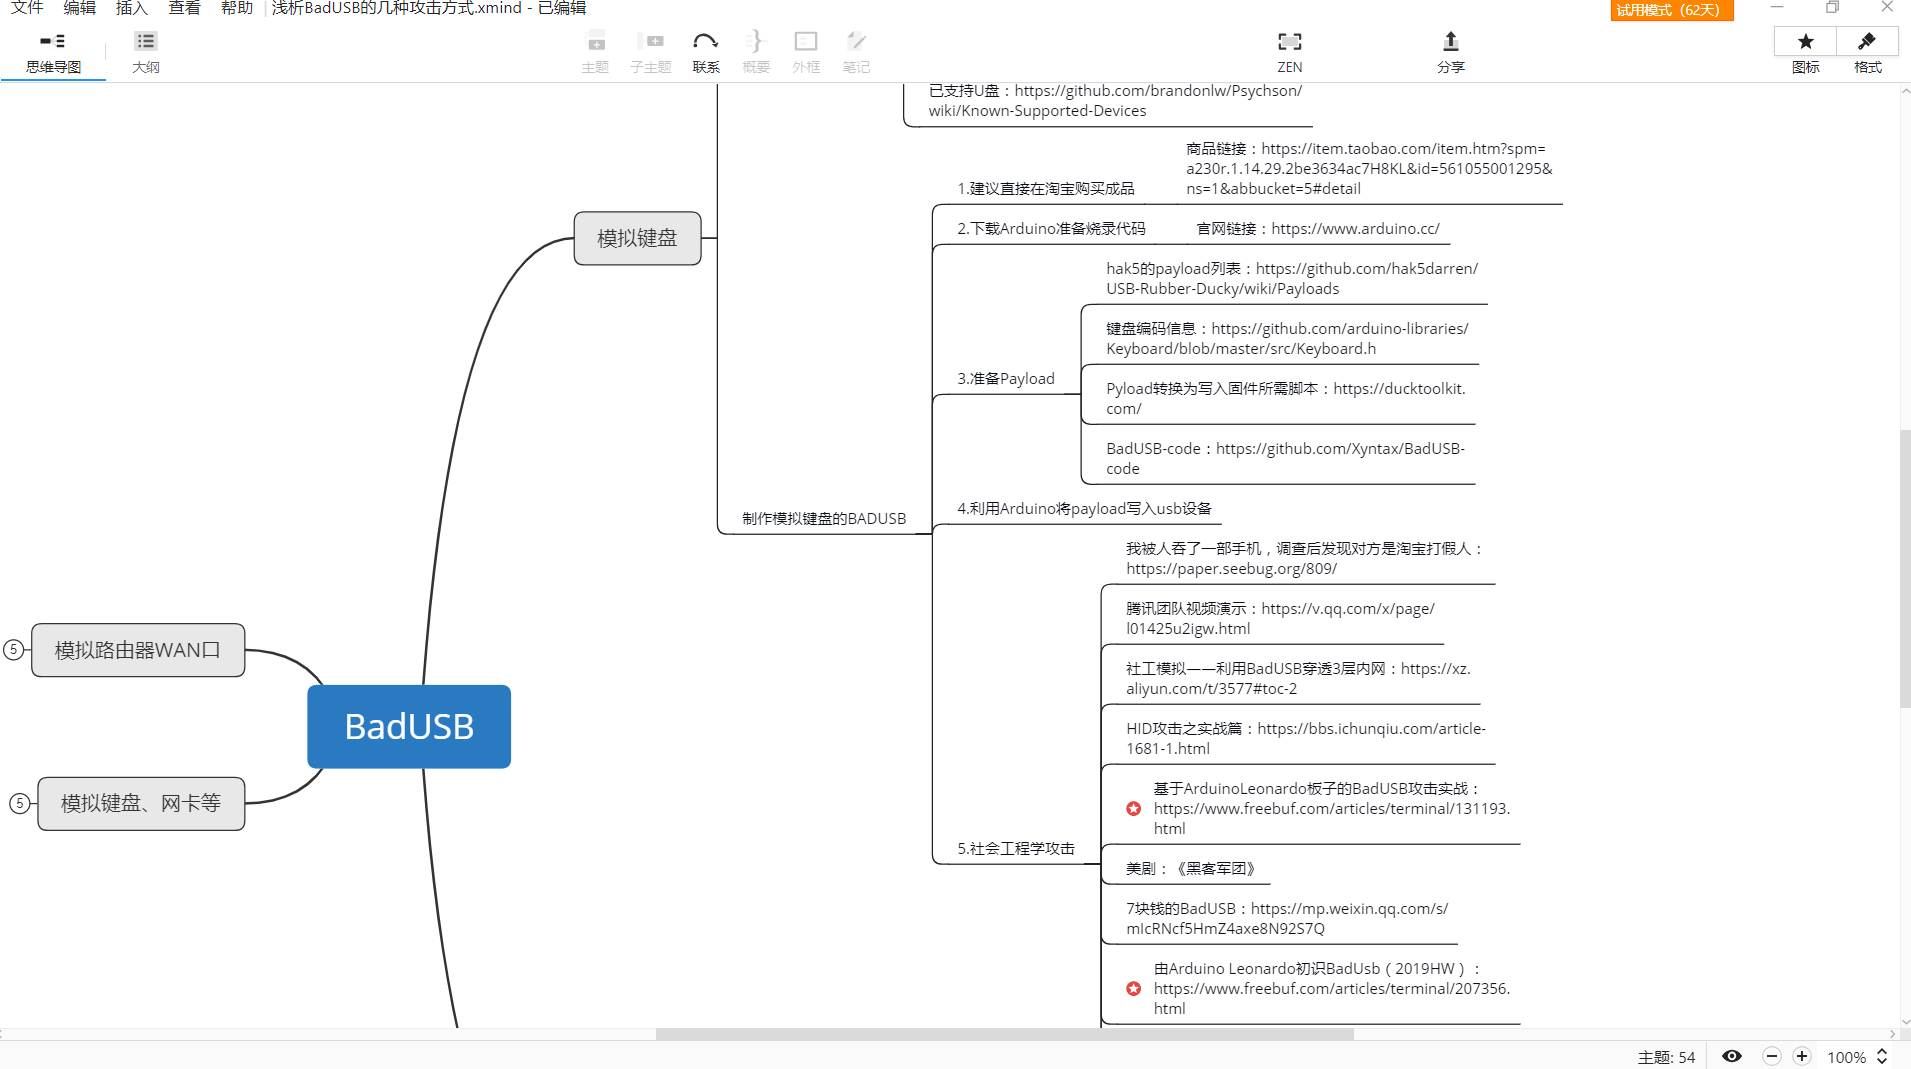 文件 编辑 插入 查看 帮助 浅析BadUSB的几种攻击方式.xmind - 已编辑
试用模式（62天）
思维导图 大纲 主题 子主题 联系 概要 外框 笔记 ZEN 分享 图标 格式
已支持U盘：https://github.com/brandonlw/Psychson/
wiki/Known-Supported-Devices
模拟键盘
制作模拟键盘的BADUSB
1.建议直接在淘宝购买成品
商品链接：https://item.taobao.com/item.htm?spm=
a230r.1.14.29.2be3634ac7H8KL&id=561055001295&
ns=1&abbucket=5#detail
2.下载Arduino准备烧录代码
官网链接：https://www.arduino.cc/
3.准备Payload
hak5的payload列表：https://github.com/hak5darren/
USB-Rubber-Ducky/wiki/Payloads
键盘编码信息：https://github.com/arduino-libraries/
Keyboard/blob/master/src/Keyboard.h
Pyload转换为写入固件所需脚本：https://ducktoolkit.
com/
BadUSB-code：https://github.com/Xyntax/BadUSB-
code
4.利用Arduino将payload写入usb设备
5.社会工程学攻击
我被人吞了一部手机，调查后发现对方是淘宝打假人：
https://paper.seebug.org/809/
腾讯团队视频演示：https://v.qq.com/x/page/
l01425u2igw.html
社工模拟——利用BadUSB穿透3层内网：https://xz.
aliyun.com/t/3577#toc-2
HID攻击之实战篇：https://bbs.ichunqiu.com/article-
1681-1.html
基于ArduinoLeonardo板子的BadUSB攻击实战：
https://www.freebuf.com/articles/terminal/131193.
html
美剧：《黑客军团》
7块钱的BadUSB：https://mp.weixin.qq.com/s/
mIcRNcf5HmZ4axe8N92S7Q
由Arduino Leonardo初识BadUsb（2019HW）：
https://www.freebuf.com/articles/terminal/207356.
html
5 模拟路由器WAN口
BadUSB
5 模拟键盘、网卡等
主题: 54
100%